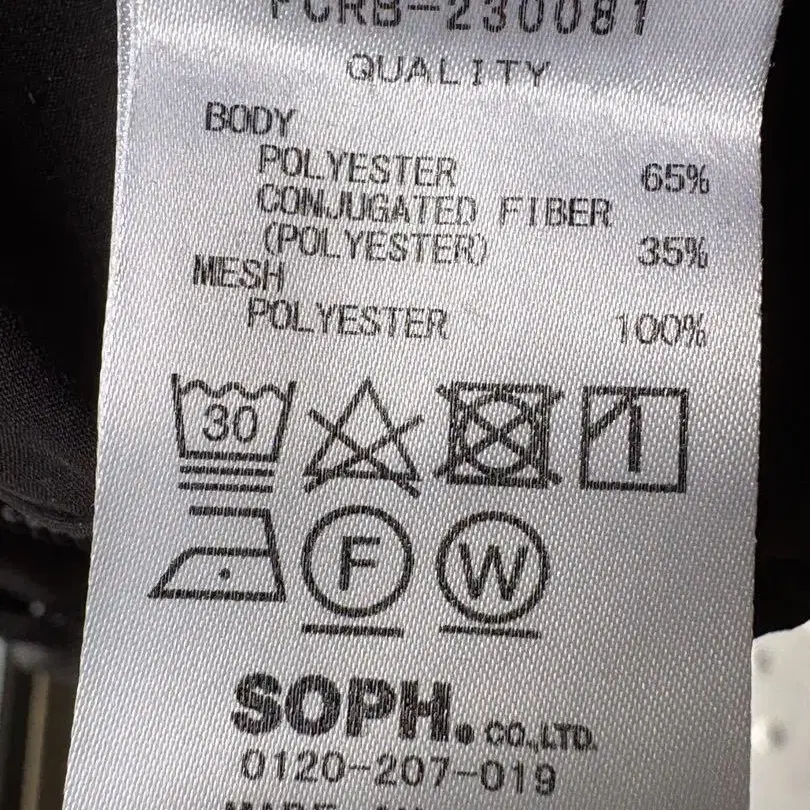 FCRB-230081
QUALITY
BODY
POLYESTER 65%
CONJUGATED FIBER
(POLYESTER) 35%
MESH
POLYESTER 100%
30
F W
SOPH. CO.,LTD.
0120-207-019
MADE